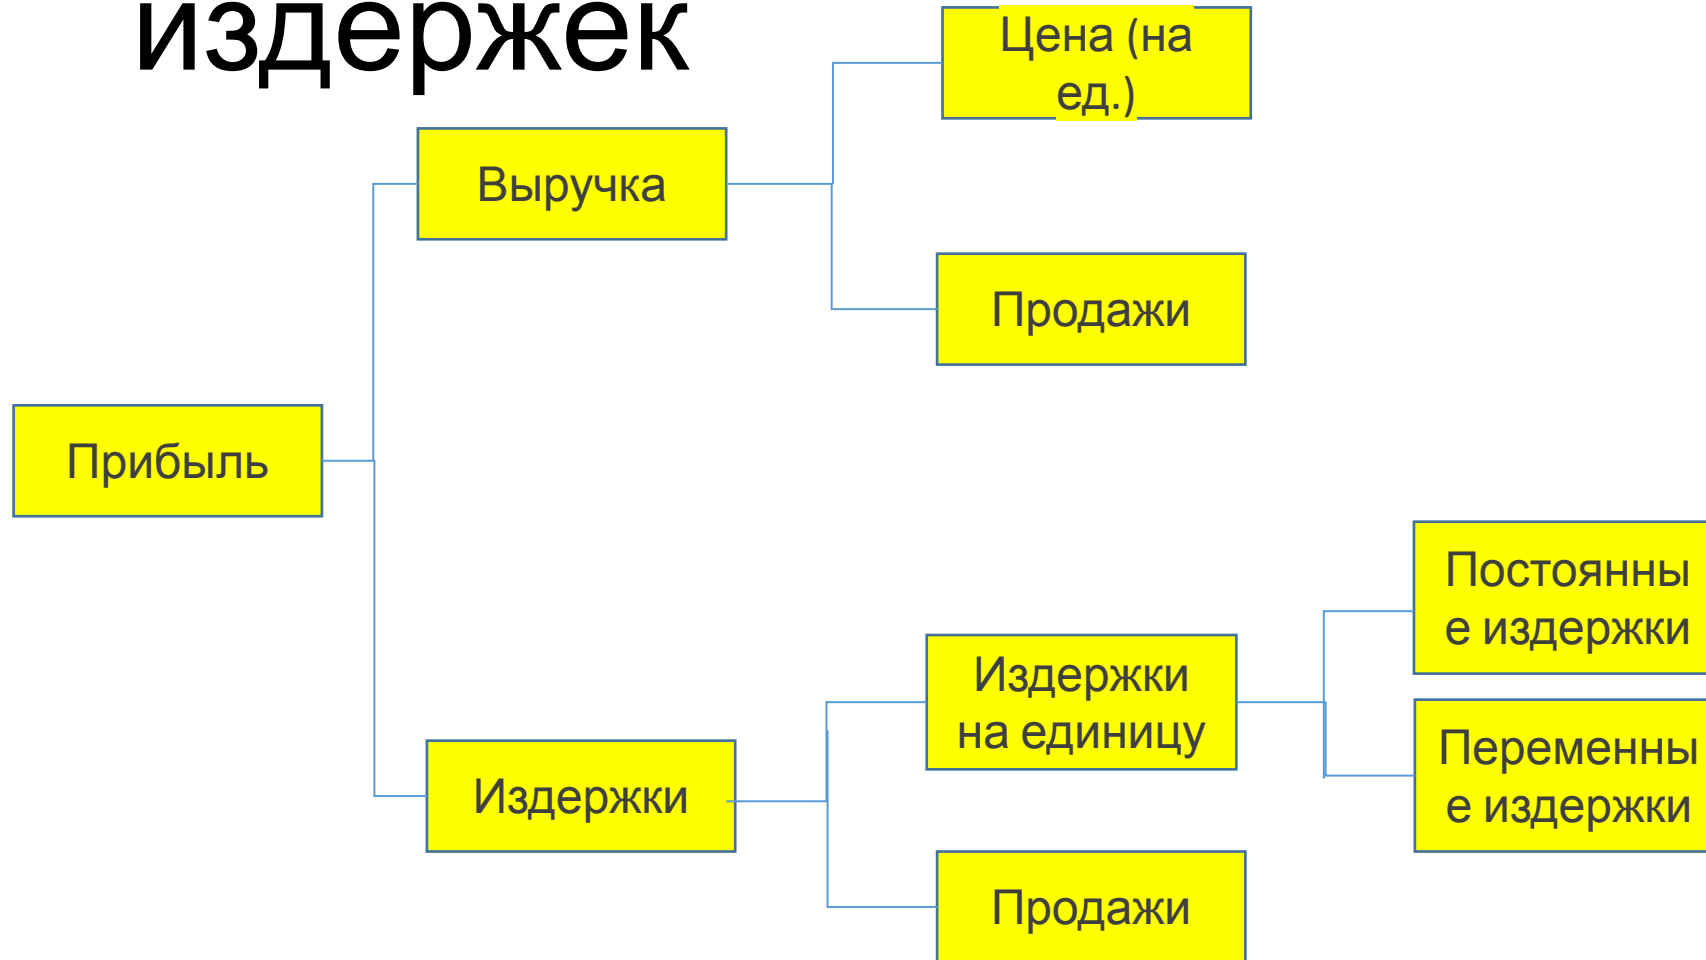 издержек
Цена (на
ед.)
Выручка
Продажи
Прибыль
Постоянны
е издержки
Издержки
на единицу
Переменны
е издержки
Издержки
Продажи